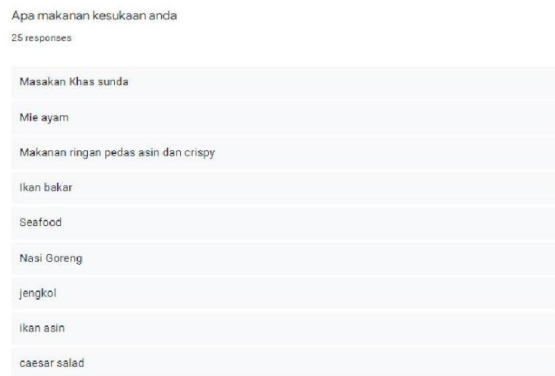 Apa makanan kesukaan anda
25 responses
Masakan Khas sunda
Mie ayam
Makanan ringan pedas asin dan crispy
Ikan bakar
Seafood
Nasi Goreng
jengkol
ikan asin
caesar salad